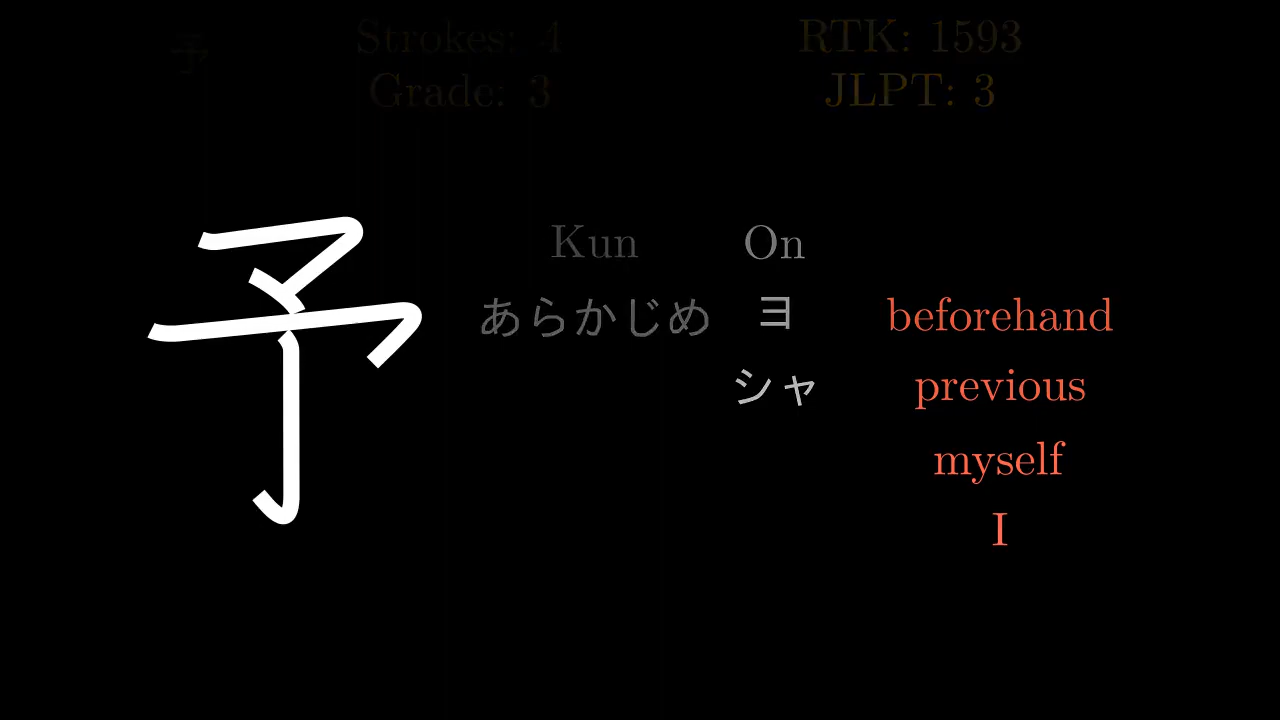 予
Strokes: 4
Grade: 3
RTK: 1593
JLPT: 3
予
Kun
On
あらかじめ
ヨ
シャ
beforehand
previous
myself
I